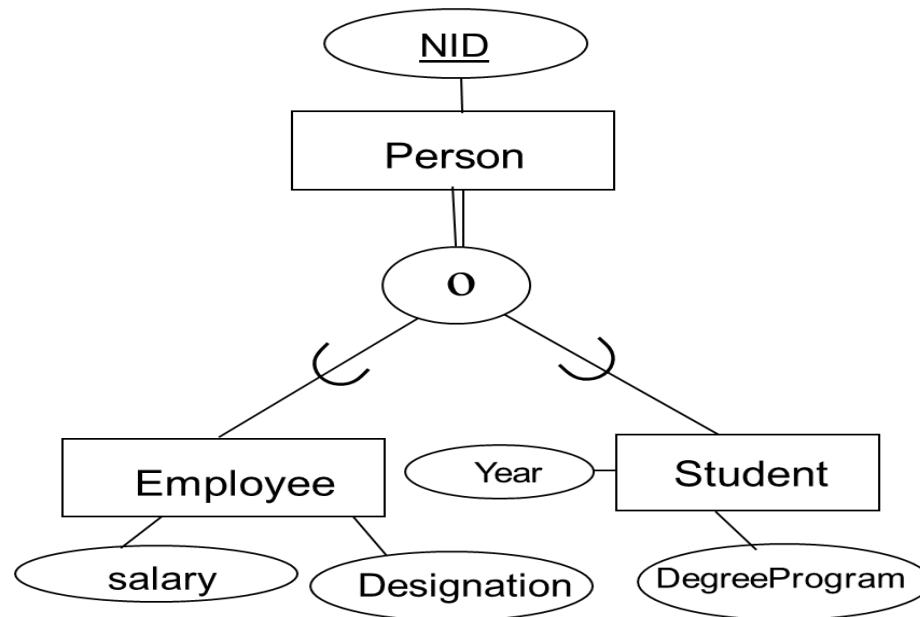 NID
Person
o
Employee
Year
Student
salary
Designation
DegreeProgram